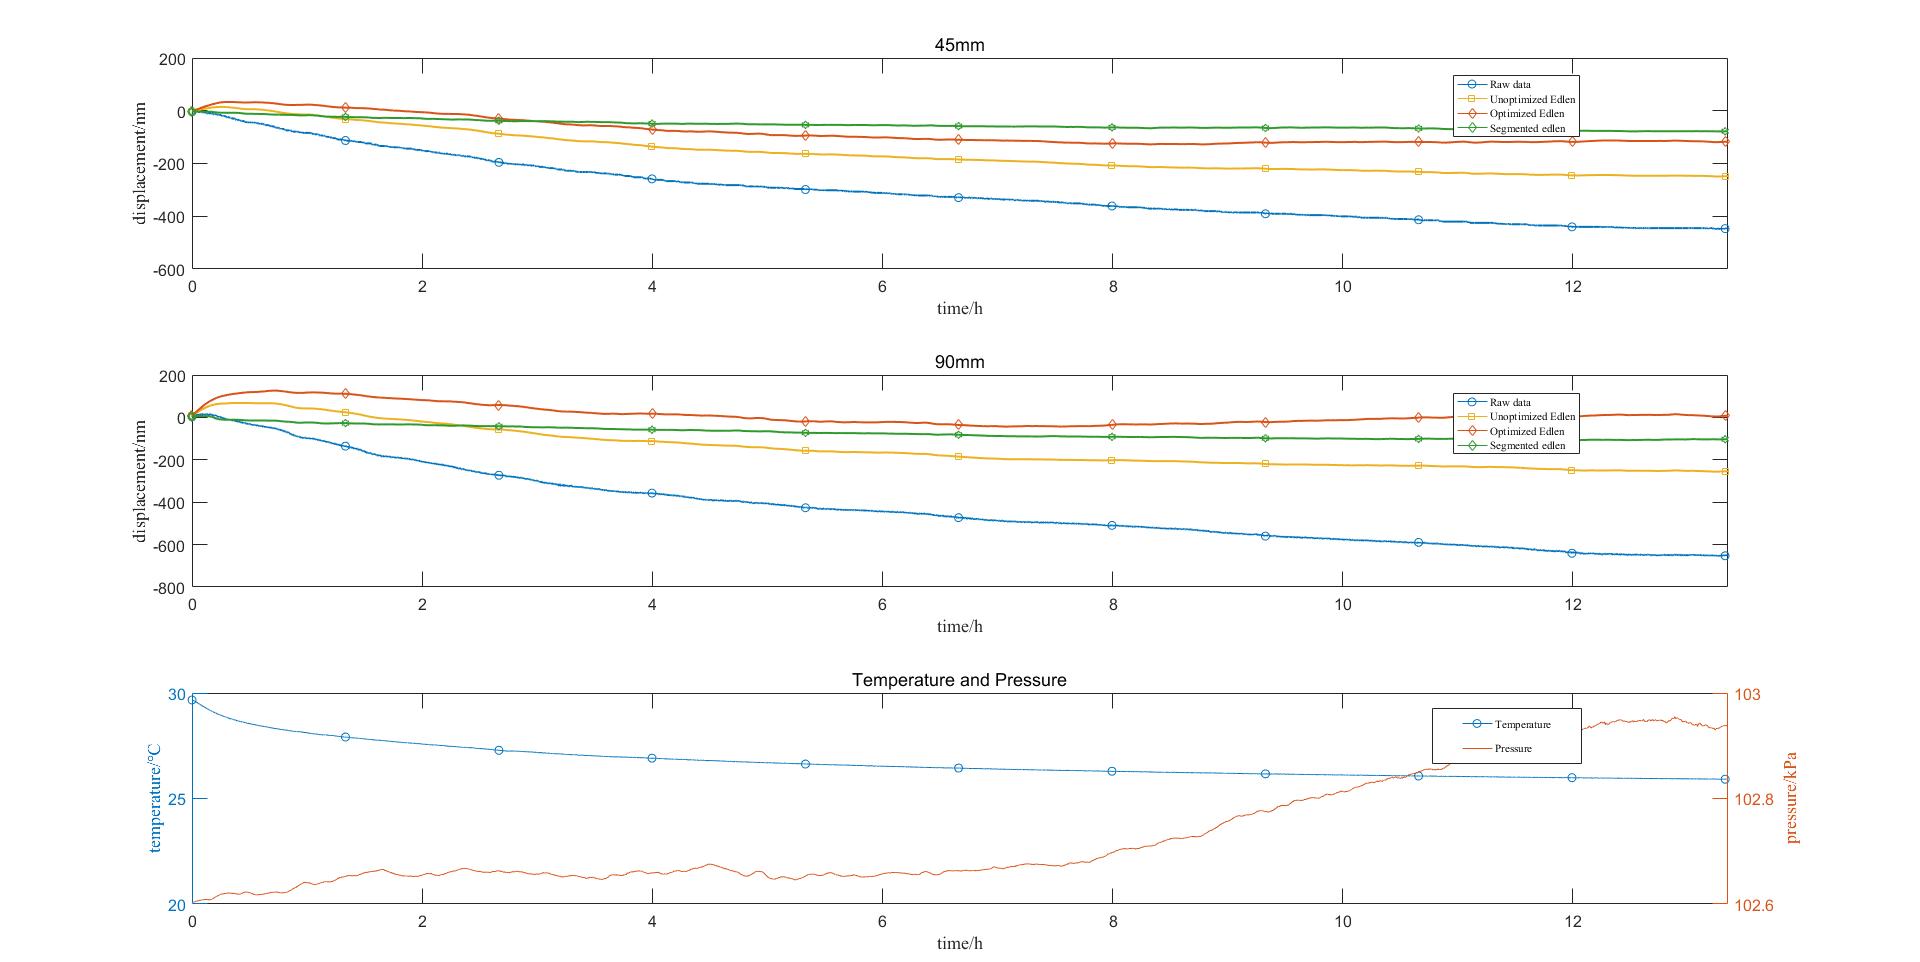 45mm
200
0
-200
-400
-600
displacement/nm
Raw data
Unoptimized Edlen
Optimized Edlen
Segmented edlen
0 2 4 6 8 10 12
time/h
90mm
200
0
-200
-400
-600
-800
displacement/nm
Raw data
Unoptimized Edlen
Optimized Edlen
Segmented edlen
0 2 4 6 8 10 12
time/h
Temperature and Pressure
30
25
20
temperature/°C
Temperature
Pressure
103
102.8
102.6
pressure/kPa
0 2 4 6 8 10 12
time/h